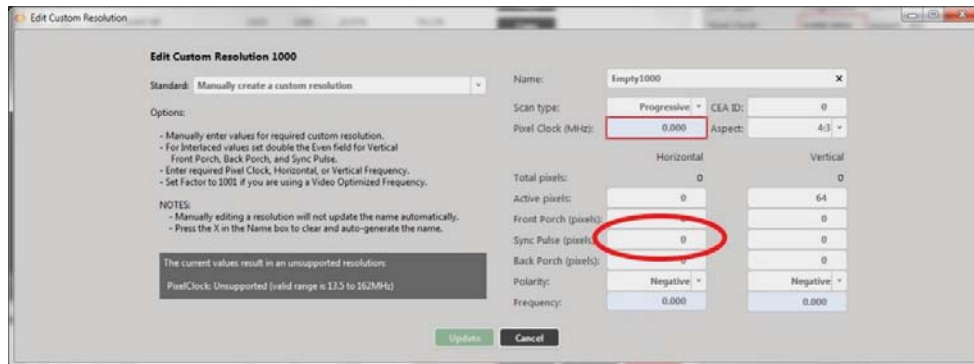 Edit Custom Resolution
Edit Custom Resolution 1000
Standard: Manually create a custom resolution
Options:
- Manually enter values for required custom resolution.
- For Interlaced values set double the Even field for Vertical
Front Porch, Back Porch, and Sync Pulse.
- Enter required Pixel Clock, Horizontal, or Vertical Frequency.
- Set Factor to 1001 if you are using a Video Optimized Frequency.
NOTES:
- Manually editing a resolution will not update the name automatically.
- Press the X in the Name box to clear and auto-generate the name.
The current values result in an unsupported resolution:
PixelClock: Unsupported (valid range is 13.5 to 162MHz)
Name: Empty1000 x
Scan type: Progressive CEA ID: 0
Pixel Clock (MHz): 0.000 Aspect: 4:3
Horizontal Vertical
Total pixels: 0 0
Active pixels: 0 64
Front Porch (pixels): 0 0
Sync Pulse (pixels) 0 0
Back Porch (pixels): 0 0
Polarity: Negative Negative
Frequency: 0.000 0.000
Update Cancel